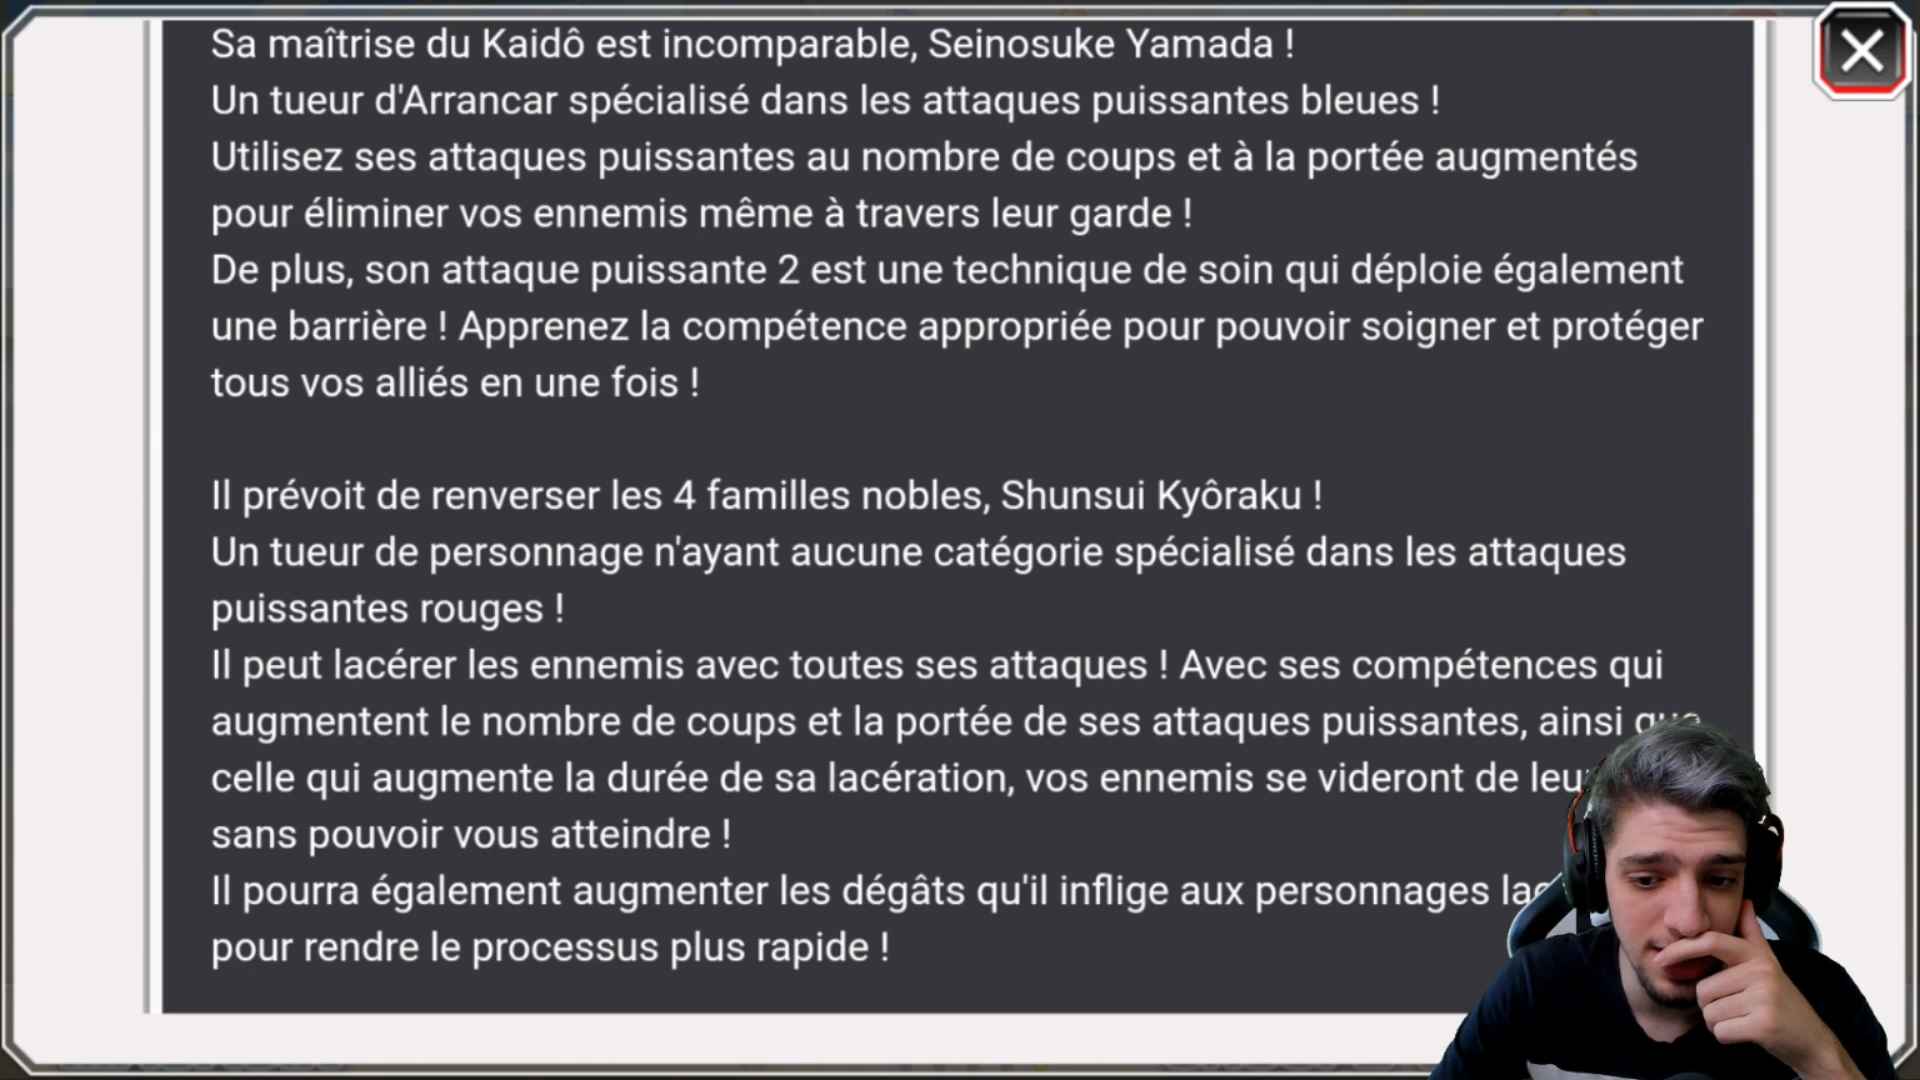 Sa maîtrise du Kaidô est incomparable, Seinosuke Yamada !
Un tueur d'Arrancar spécialisé dans les attaques puissantes bleues !
Utilisez ses attaques puissantes au nombre de coups et à la portée augmentés
pour éliminer vos ennemis même à travers leur garde !
De plus, son attaque puissante 2 est une technique de soin qui déploie également
une barrière ! Apprenez la compétence appropriée pour pouvoir soigner et protéger
tous vos alliés en une fois !
Il prévoit de renverser les 4 familles nobles, Shunsui Kyôraku !
Un tueur de personnage n'ayant aucune catégorie spécialisé dans les attaques
puissantes rouges !
Il peut lacérer les ennemis avec toutes ses attaques ! Avec ses compétences qui
augmentent le nombre de coups et la portée de ses attaques puissantes, ainsi que
celle qui augmente la durée de sa lacération, vos ennemis se videront de
sans pouvoir vous atteindre !
Il pourra également augmenter les dégâts qu'il inflige aux personnages
pour rendre le processus plus rapide !